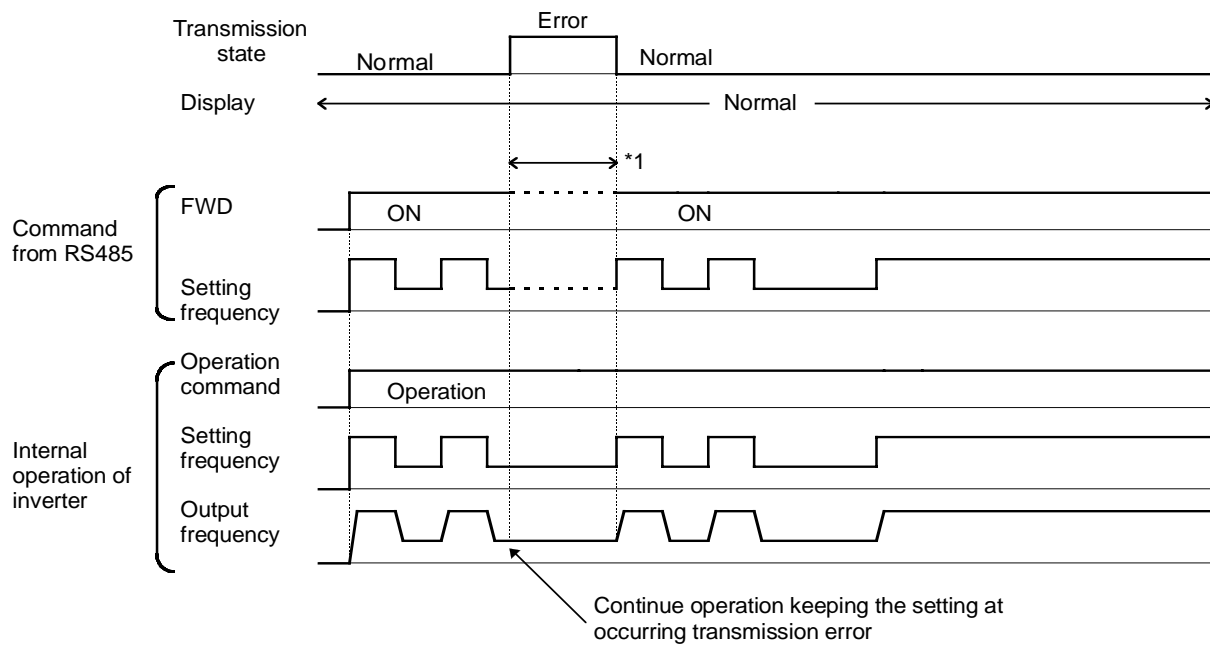 Transmission
state
Error
Normal
Normal
Display
Normal
*1
Command
from RS485
FWD
ON
ON
Setting
frequency
Internal
operation of
inverter
Operation
command
Operation
Setting
frequency
Output
frequency
Continue operation keeping the setting at
occurring transmission error